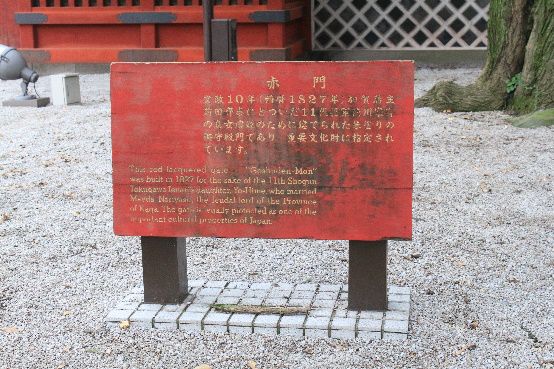 赤門
文政10年(西暦1827年)加賀藩主
前田斉泰にとついだ11代将軍徳川家斉
の息女溶姫のために建てられた朱塗りの
御守殿門であり、重要文化財に指定され
ています。
This red-lacquered gate, "Goshuden-Mon"
was built in 1827 for the sake of the 11th Shogun
Tokugawa Ienari's daughter, Yo-Hime, who married
Maeda Nariyasu, the feudal lord of the Province
of Kaga. The gate is legally protected as one of the
important cultural properties of Japan.